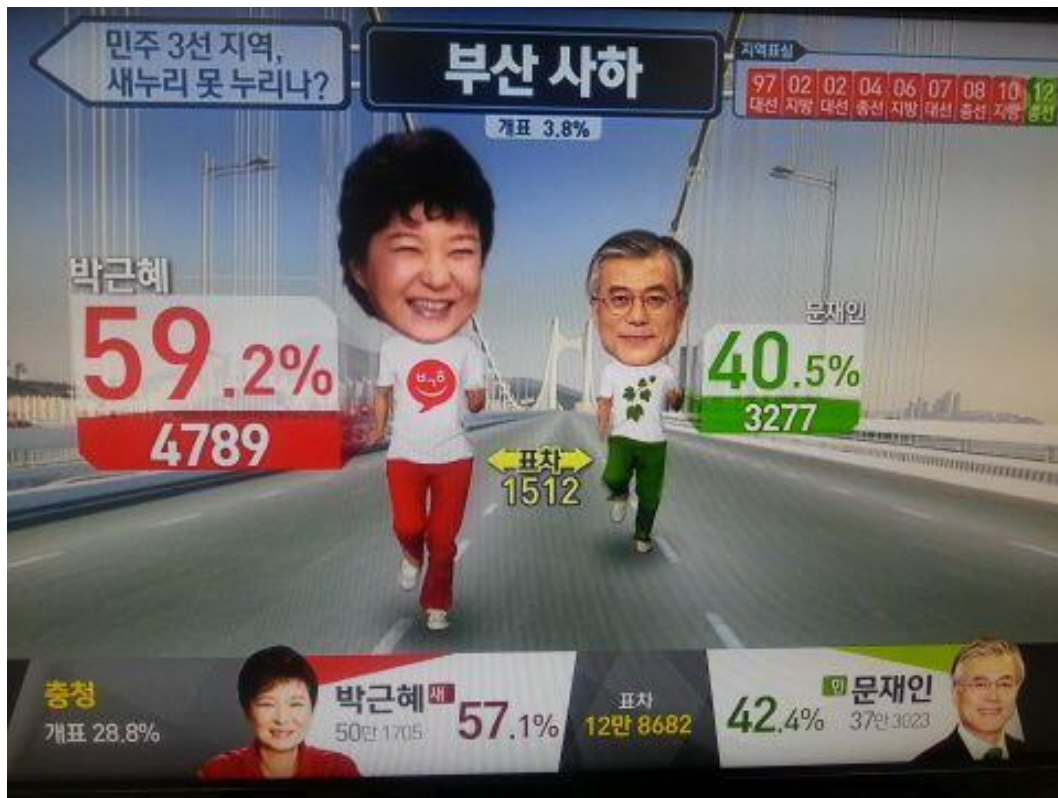 민주 3선 지역,
새누리 못 누리나?
부산 사하
개표 3.8%
지역표심
97 02 02 04 06 07 08 10 12
대선 지방 대선 총선 지방 대선 총선 지방 총선
박근혜
59.2%
4789
ㅂㄱㅎ
표차
1512
문재인
40.5%
3277
충청
개표 28.8%
박근혜 새
50만 1705
57.1%
표차
12만 8682
42.4%
민 문재인
37만 3023